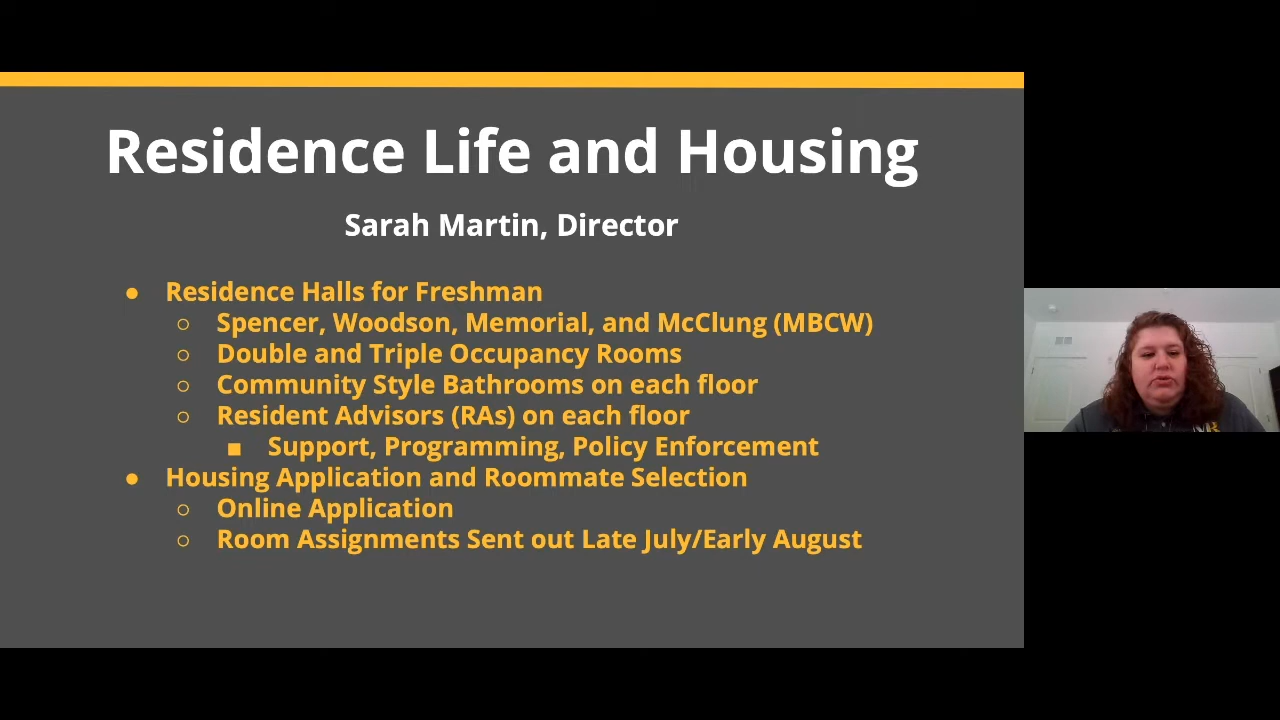 Residence Life and Housing
Sarah Martin, Director
● Residence Halls for Freshman
○ Spencer, Woodson, Memorial, and McClung (MBCW)
○ Double and Triple Occupancy Rooms
○ Community Style Bathrooms on each floor
○ Resident Advisors (RAs) on each floor
■ Support, Programming, Policy Enforcement
● Housing Application and Roommate Selection
○ Online Application
○ Room Assignments Sent out Late July/Early August